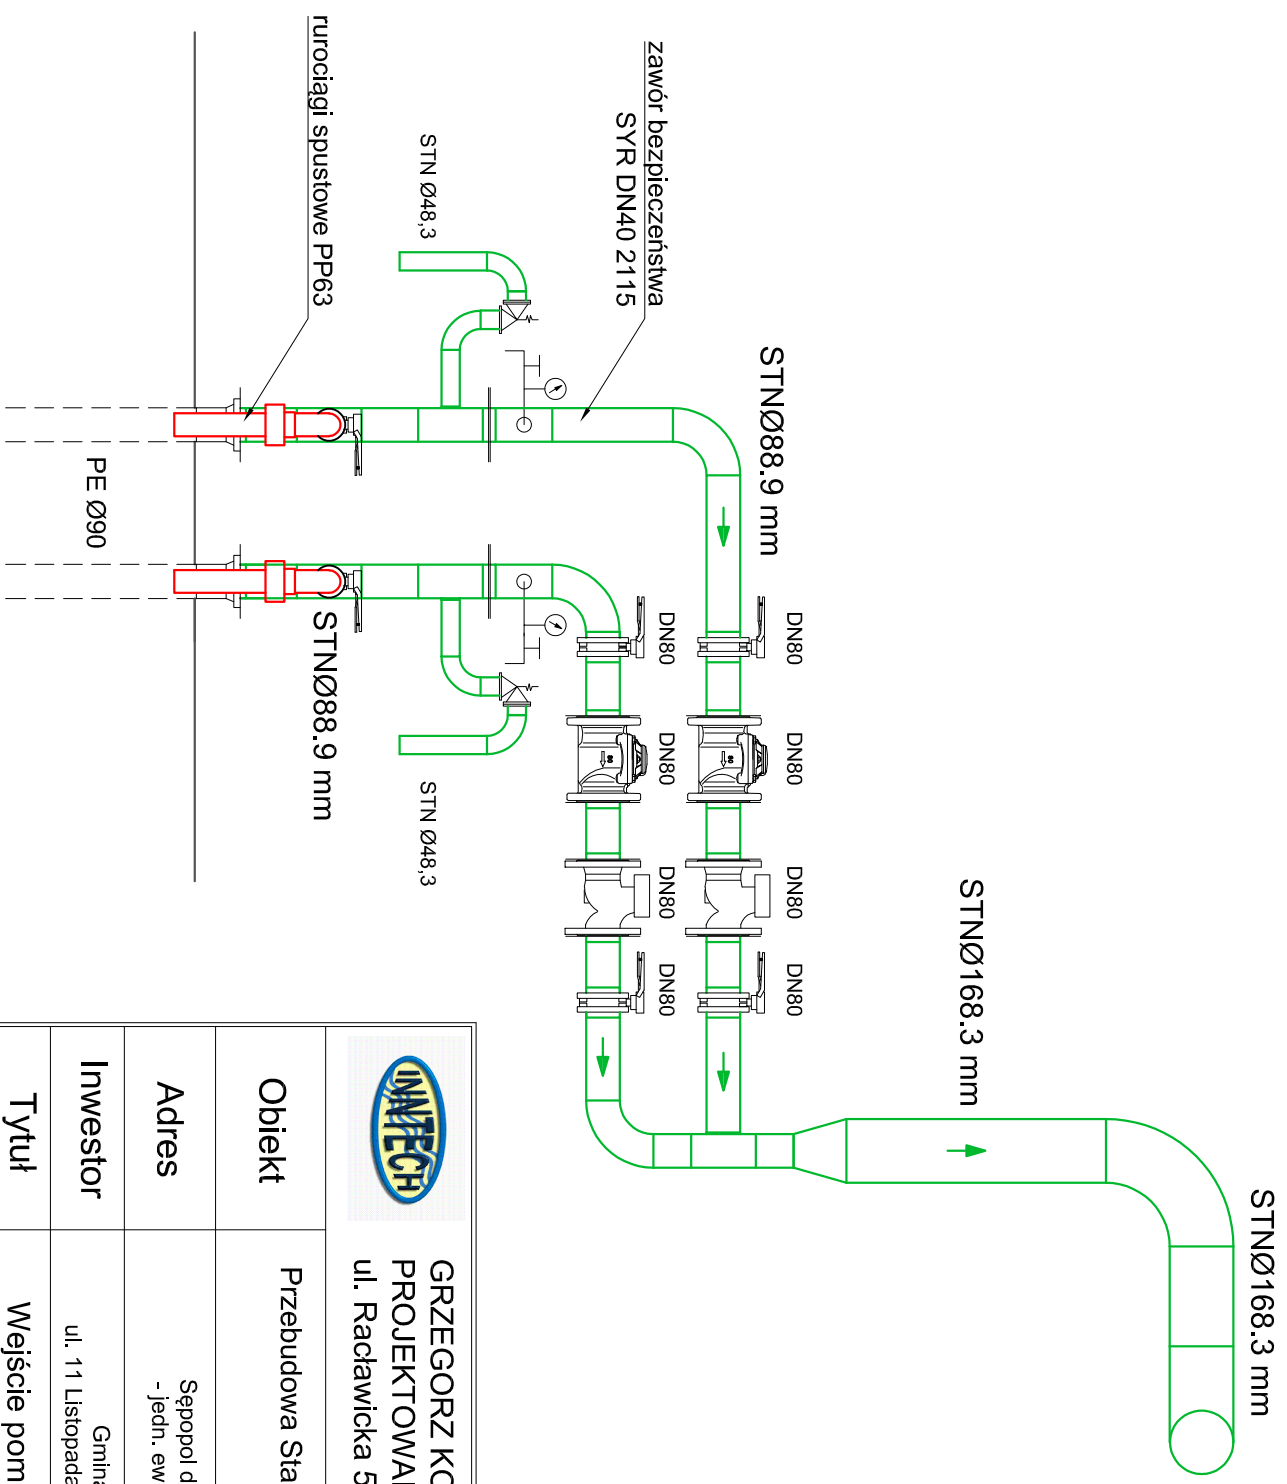 STNØ168.3 mm
STNØ168.3 mm
STNØ88.9 mm
DN80
DN80
DN80
DN80
zawór bezpieczeństwa
SYR DN40 2115
DN80
DN80
DN80
DN80
80
80
STN Ø48,3
STN Ø48,3
rurociągi spustowe PP63
STNØ88.9 mm
PE Ø90
INNTECH
GRZEGORZ KO
PROJEKTOWA
ul. Racławicka 5
Obiekt
Przebudowa Sta
Adres
Sępopol d
- jedn. ew
Inwestor
Gmina
ul. 11 Listopada
Tytuł
Wejście pom